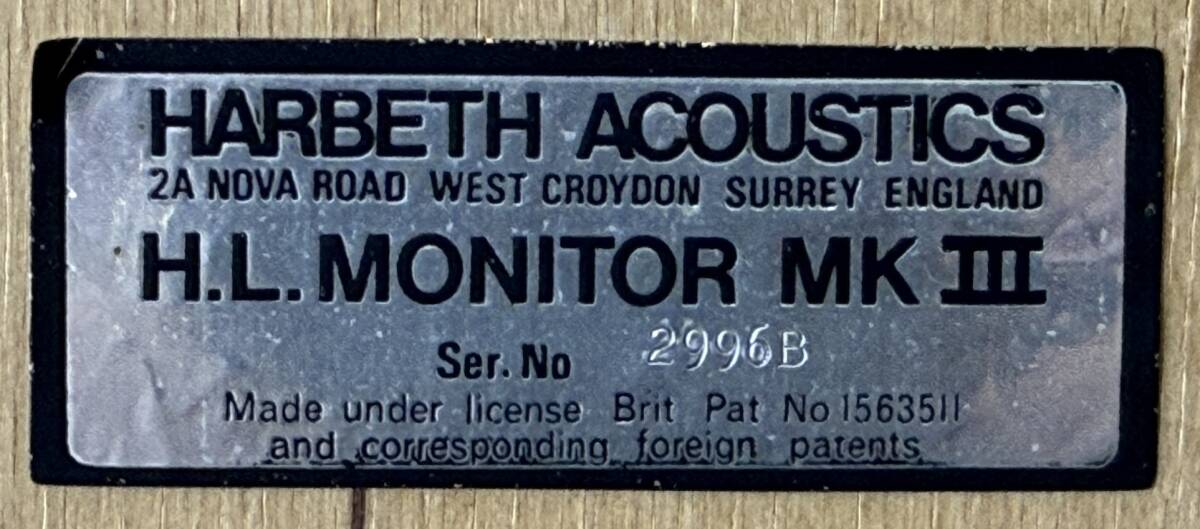 HARBETH ACOUSTICS
2A NOVA ROAD WEST CROYDON SURREY ENGLAND
H.L. MONITOR MK III
Ser. No 2996B
Made under license Brit Pat No 1563511
and corresponding foreign patents